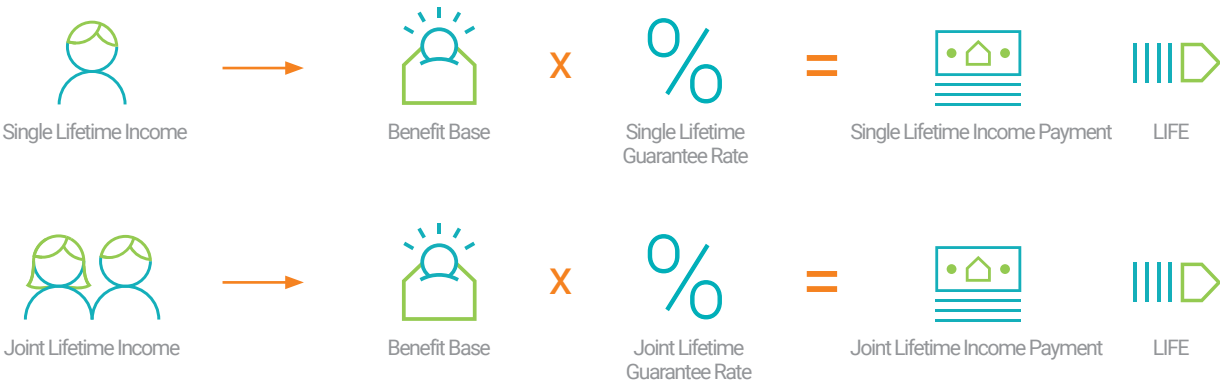 X
=
Single Lifetime Income
Benefit Base
Single Lifetime
Guarantee Rate
Single Lifetime Income Payment
LIFE
%
X
=
Joint Lifetime Income
Benefit Base
Joint Lifetime
Guarantee Rate
Joint Lifetime Income Payment
LIFE
%